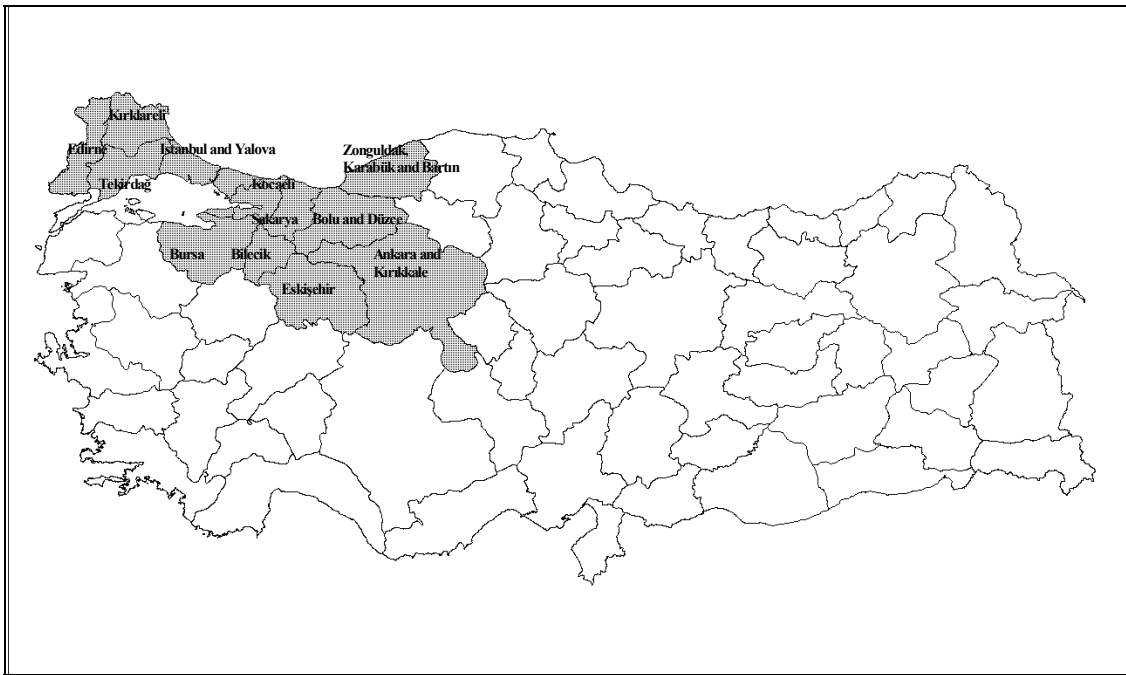 Kırklareli
Edirne
Istanbul and Yalova
Zonguldak,
Karabük and Bartın
Tekirdağ
Kocaeli
Sakarya
Bolu and Düzce
Bursa
Bilecik
Ankara and
Kırıkkale
Eskişehir